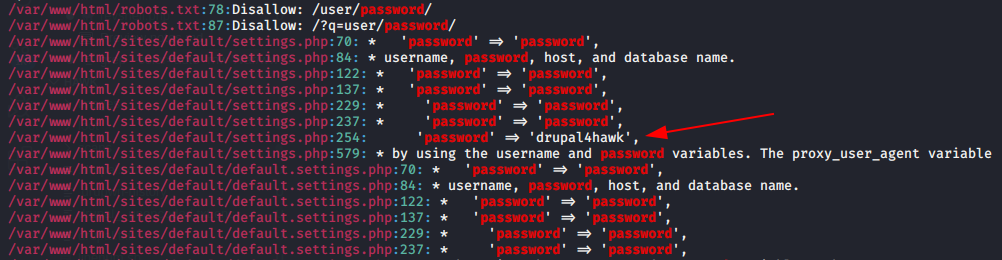 /var/www/html/robots.txt:78:Disallow: /user/password/
/var/www/html/robots.txt:87:Disallow: /?q=user/password/
/var/www/html/sites/default/settings.php:70: *   'password' => 'password',
/var/www/html/sites/default/settings.php:84: * username, password, host, and database name.
/var/www/html/sites/default/settings.php:122: *   'password' => 'password',
/var/www/html/sites/default/settings.php:137: *   'password' => 'password',
/var/www/html/sites/default/settings.php:229: *     'password' => 'password',
/var/www/html/sites/default/settings.php:237: *     'password' => 'password',
/var/www/html/sites/default/settings.php:254:      'password' => 'drupal4hawk',
/var/www/html/sites/default/settings.php:579: * by using the username and password variables. The proxy_user_agent variable
/var/www/html/sites/default/default.settings.php:70: *   'password' => 'password',
/var/www/html/sites/default/default.settings.php:84: * username, password, host, and database name.
/var/www/html/sites/default/default.settings.php:122: *   'password' => 'password',
/var/www/html/sites/default/default.settings.php:137: *   'password' => 'password',
/var/www/html/sites/default/default.settings.php:229: *     'password' => 'password',
/var/www/html/sites/default/default.settings.php:237: *     'password' => 'password',